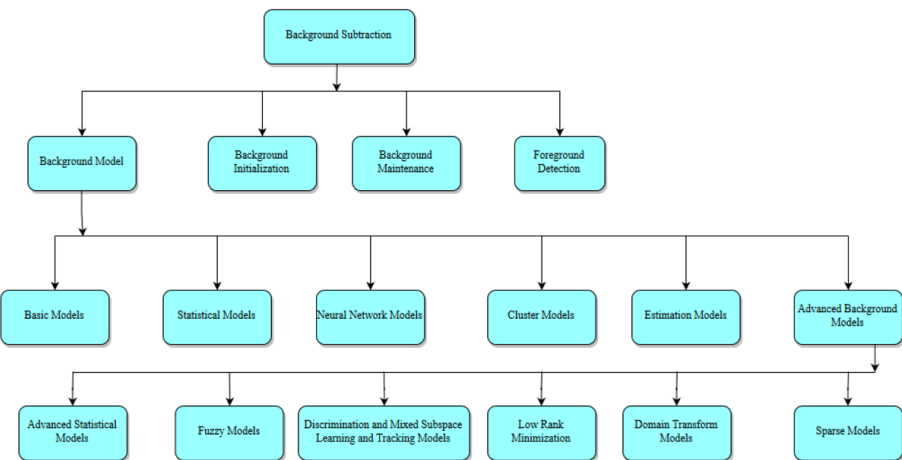 Background Subtraction
Background Model
Background
Initialization
Background
Maintenance
Foreground
Detection
Basic Models
Statistical Models
Neural Network Models
Cluster Models
Estimation Models
Advanced Background
Models
Advanced Statistical
Models
Fuzzy Models
Discrimination and Mixed Subspace
Learning and Tracking Models
Low Rank
Minimization
Domain Transform
Models
Sparse Models